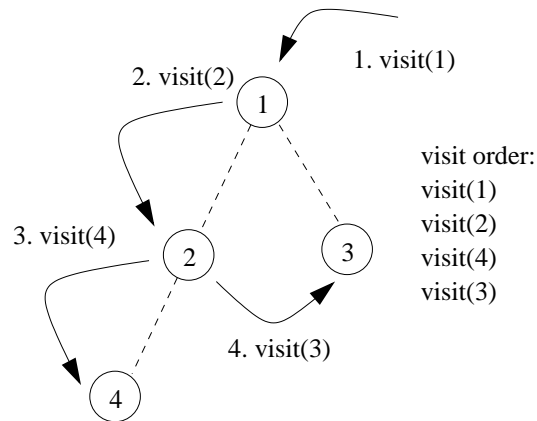 1. visit(1)
2. visit(2)
1
visit order:
visit(1)
visit(2)
visit(4)
visit(3)
3. visit(4)
2
3
4. visit(3)
4